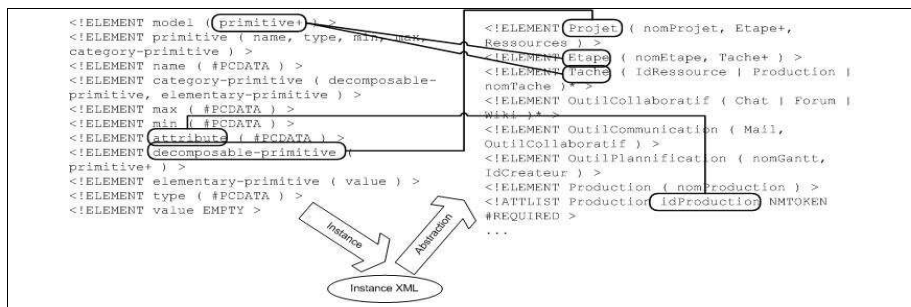 <!ELEMENT model ( primitive+ ) >
<!ELEMENT primitive ( name, type, min, max,
category-primitive ) >
<!ELEMENT name ( #PCDATA ) >
<!ELEMENT category-primitive ( decomposable-
primitive, elementary-primitive ) >
<!ELEMENT max ( #PCDATA ) >
<!ELEMENT min ( #PCDATA ) >
<!ELEMENT attribute ( #PCDATA ) >
<!ELEMENT decomposable-primitive (
primitive+ ) >
<!ELEMENT elementary-primitive ( value ) >
<!ELEMENT type ( #PCDATA ) >
<!ELEMENT value EMPTY >
<!ELEMENT Projet ( nomProjet, Etape+,
Ressources ) >
<!ELEMENT Etape ( nomEtape, Tache+ ) >
<!ELEMENT Tache ( IdRessource | Production |
nomTache )* >
<!ELEMENT OutilCollaboratif ( Chat | Forum |
Wiki )* >
<!ELEMENT OutilCommunication ( Mail,
OutilCollaboratif ) >
<!ELEMENT OutilPlannification ( nomGantt,
IdCreateur ) >
<!ELEMENT Production ( nomProduction ) >
<!ATTLIST Production idProduction NMTOKEN
#REQUIRED >
...
Instance
Abstraction
Instance XML